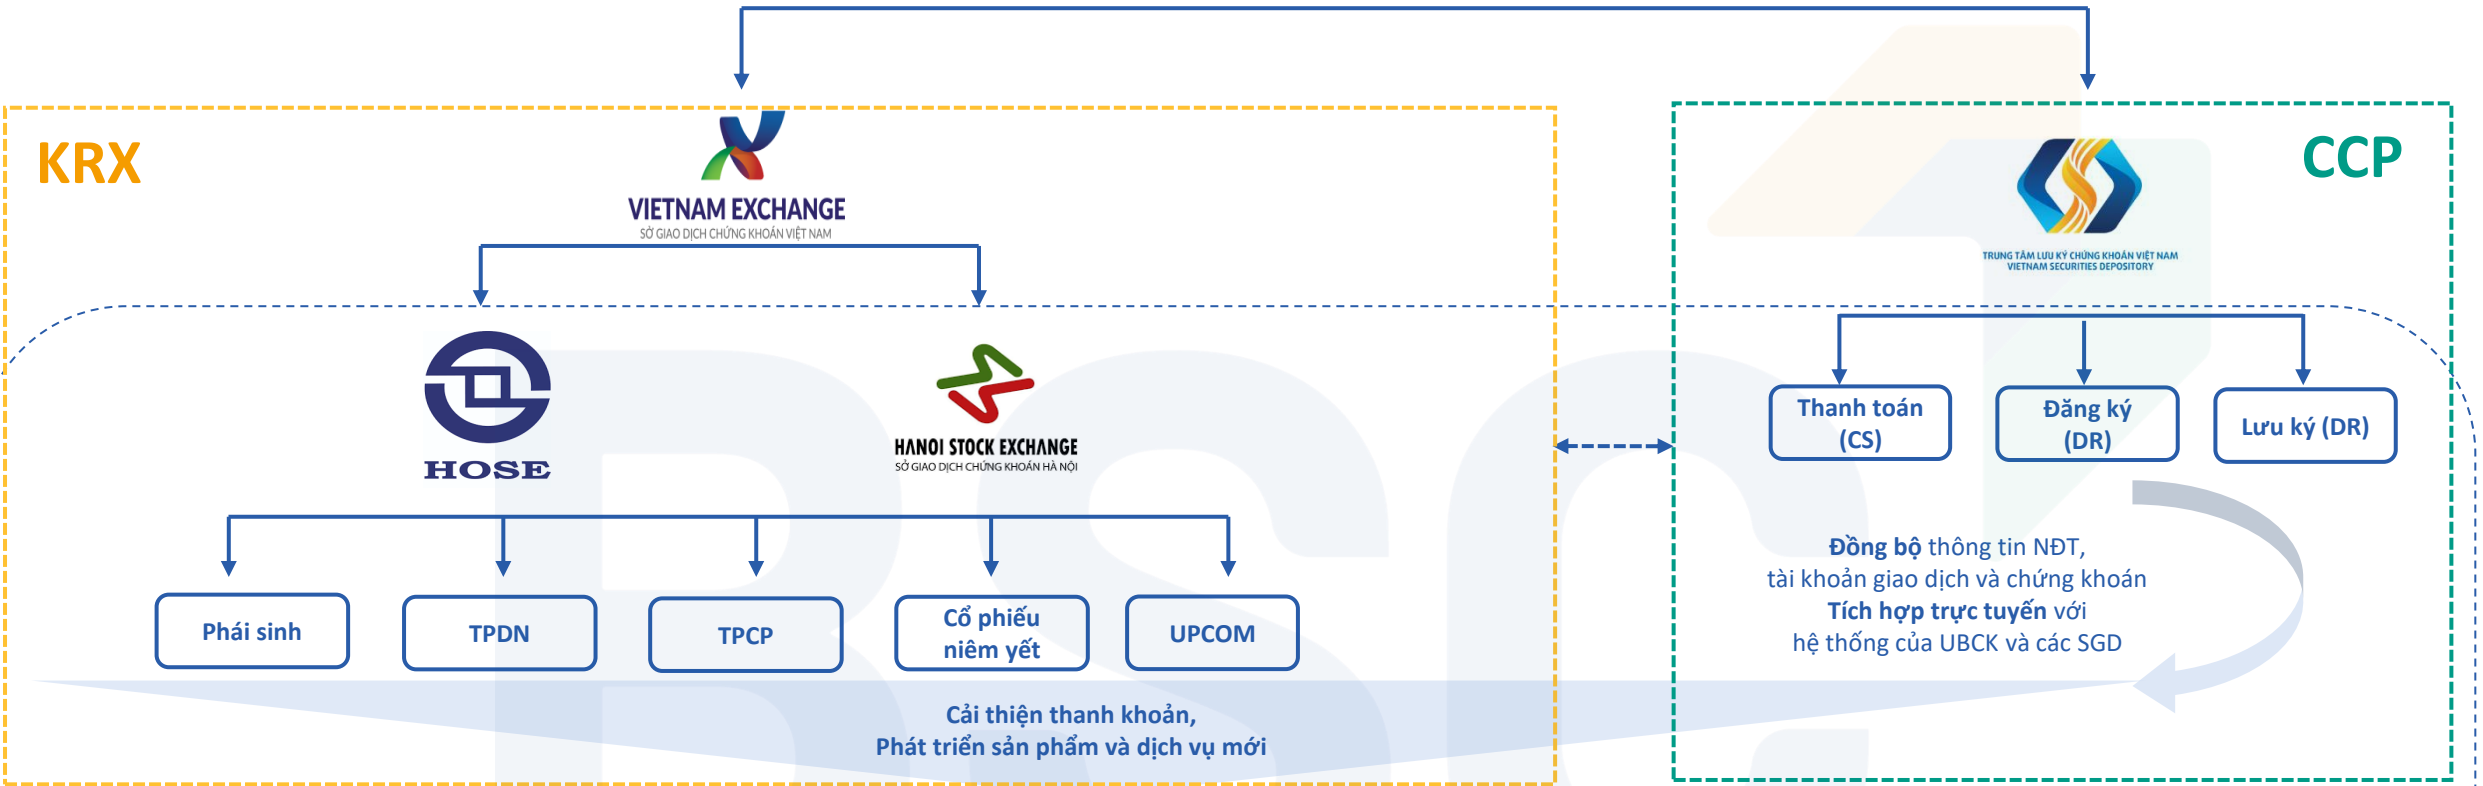 KRX
VIETNAM EXCHANGE
SỞ GIAO DỊCH CHỨNG KHOÁN VIỆT NAM
CCP
TRUNG TÂM LƯU KÝ CHỨNG KHOÁN VIỆT NAM
VIETNAM SECURITIES DEPOSITORY
HOSE
HANOI STOCK EXCHANGE
SỞ GIAO DỊCH CHỨNG KHOÁN HÀ NỘI
Thanh toán
(CS)
Đăng ký
(DR)
Lưu ký (DR)
Phái sinh
TPDN
TPCP
Cổ phiếu
niêm yết
UPCOM
Đồng bộ thông tin NĐT,
tài khoản giao dịch và chứng khoán
Tích hợp trực tuyến với
hệ thống của UBCK và các SGD
Cải thiện thanh khoản,
Phát triển sản phẩm và dịch vụ mới
BSC